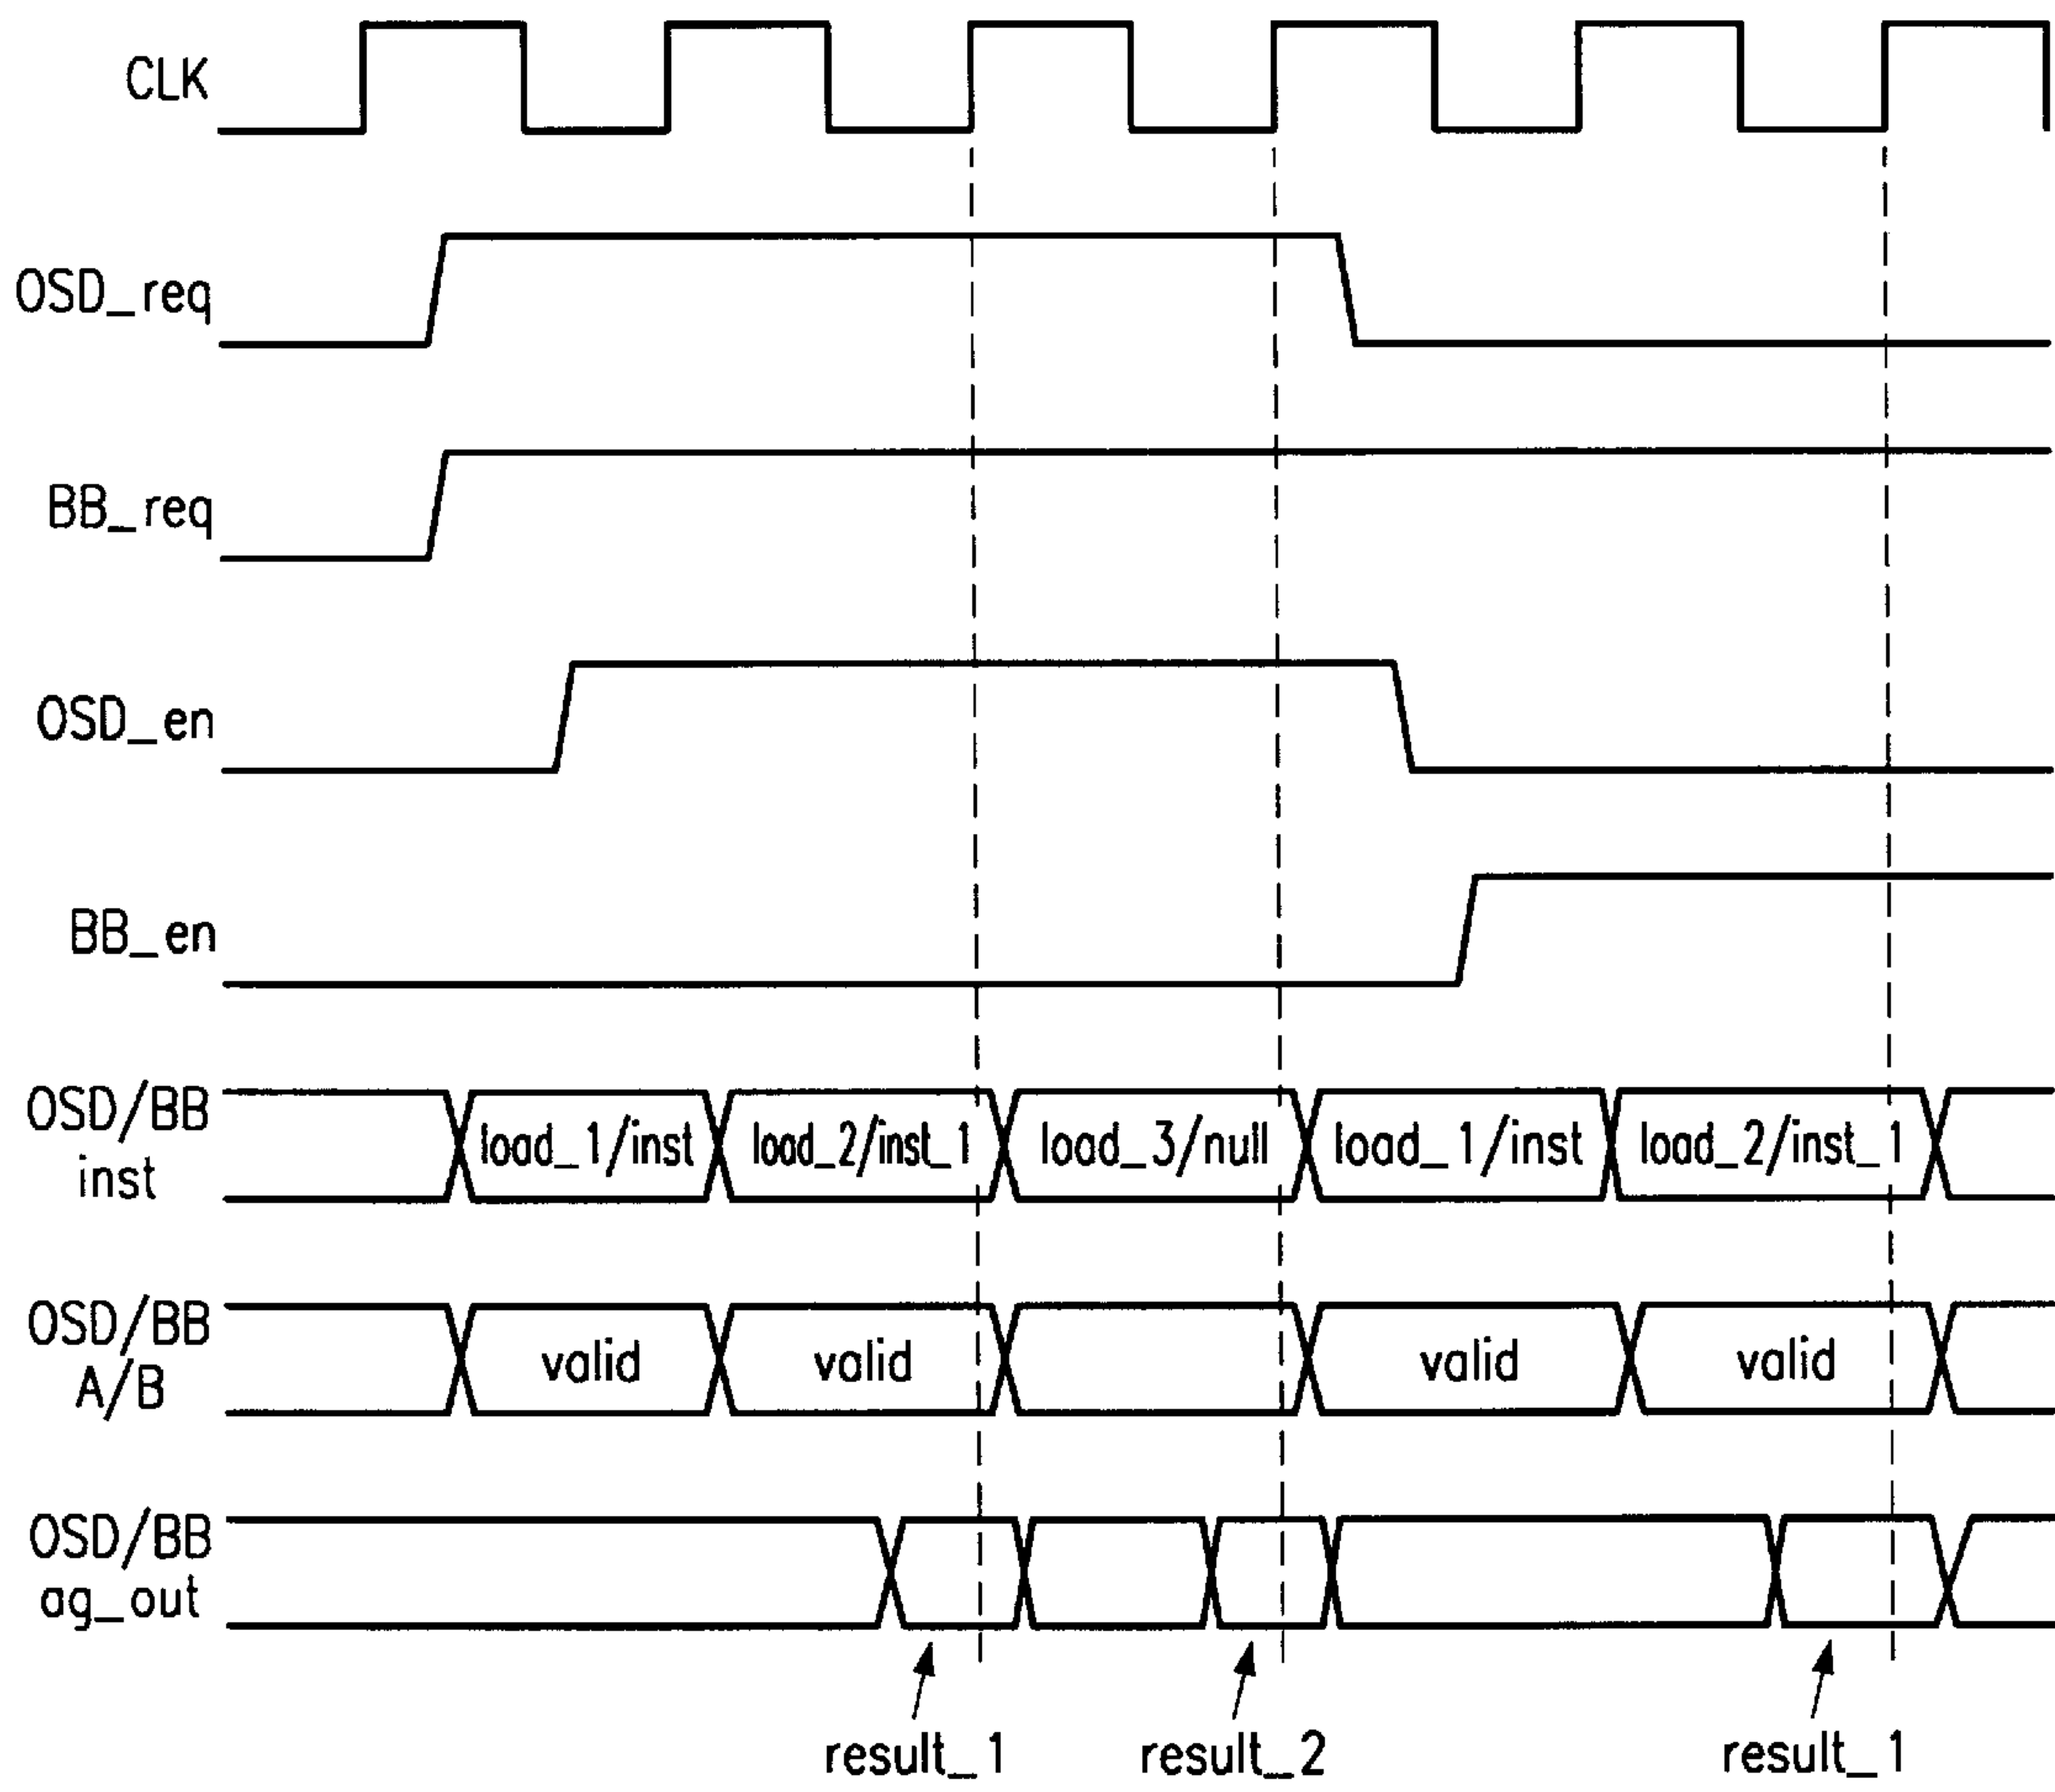 CLK
OSD_req
BB_req
OSD_en
BB_en
OSD/BB
inst
load_1/inst
load_2/inst_1
load_3/null
load_1/inst
load_2/inst_1
OSD/BB
A/B
valid
valid
valid
valid
OSD/BB
ag_out
result_1
result_2
result_1